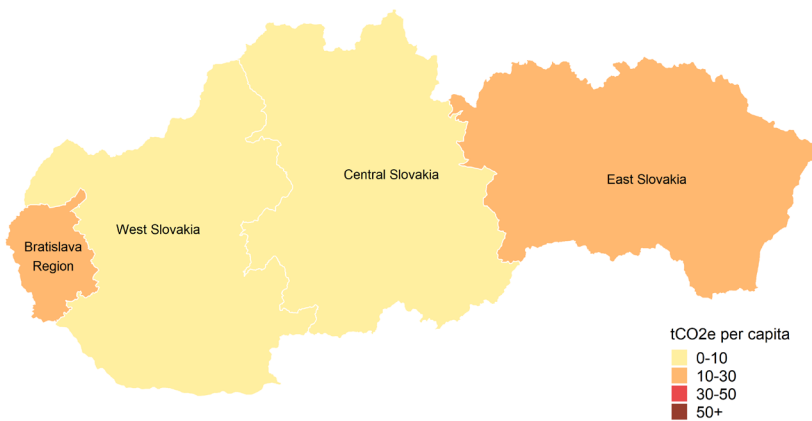 Central Slovakia
East Slovakia
West Slovakia
Bratislava
Region
tCO2e per capita
0-10
10-30
30-50
50+